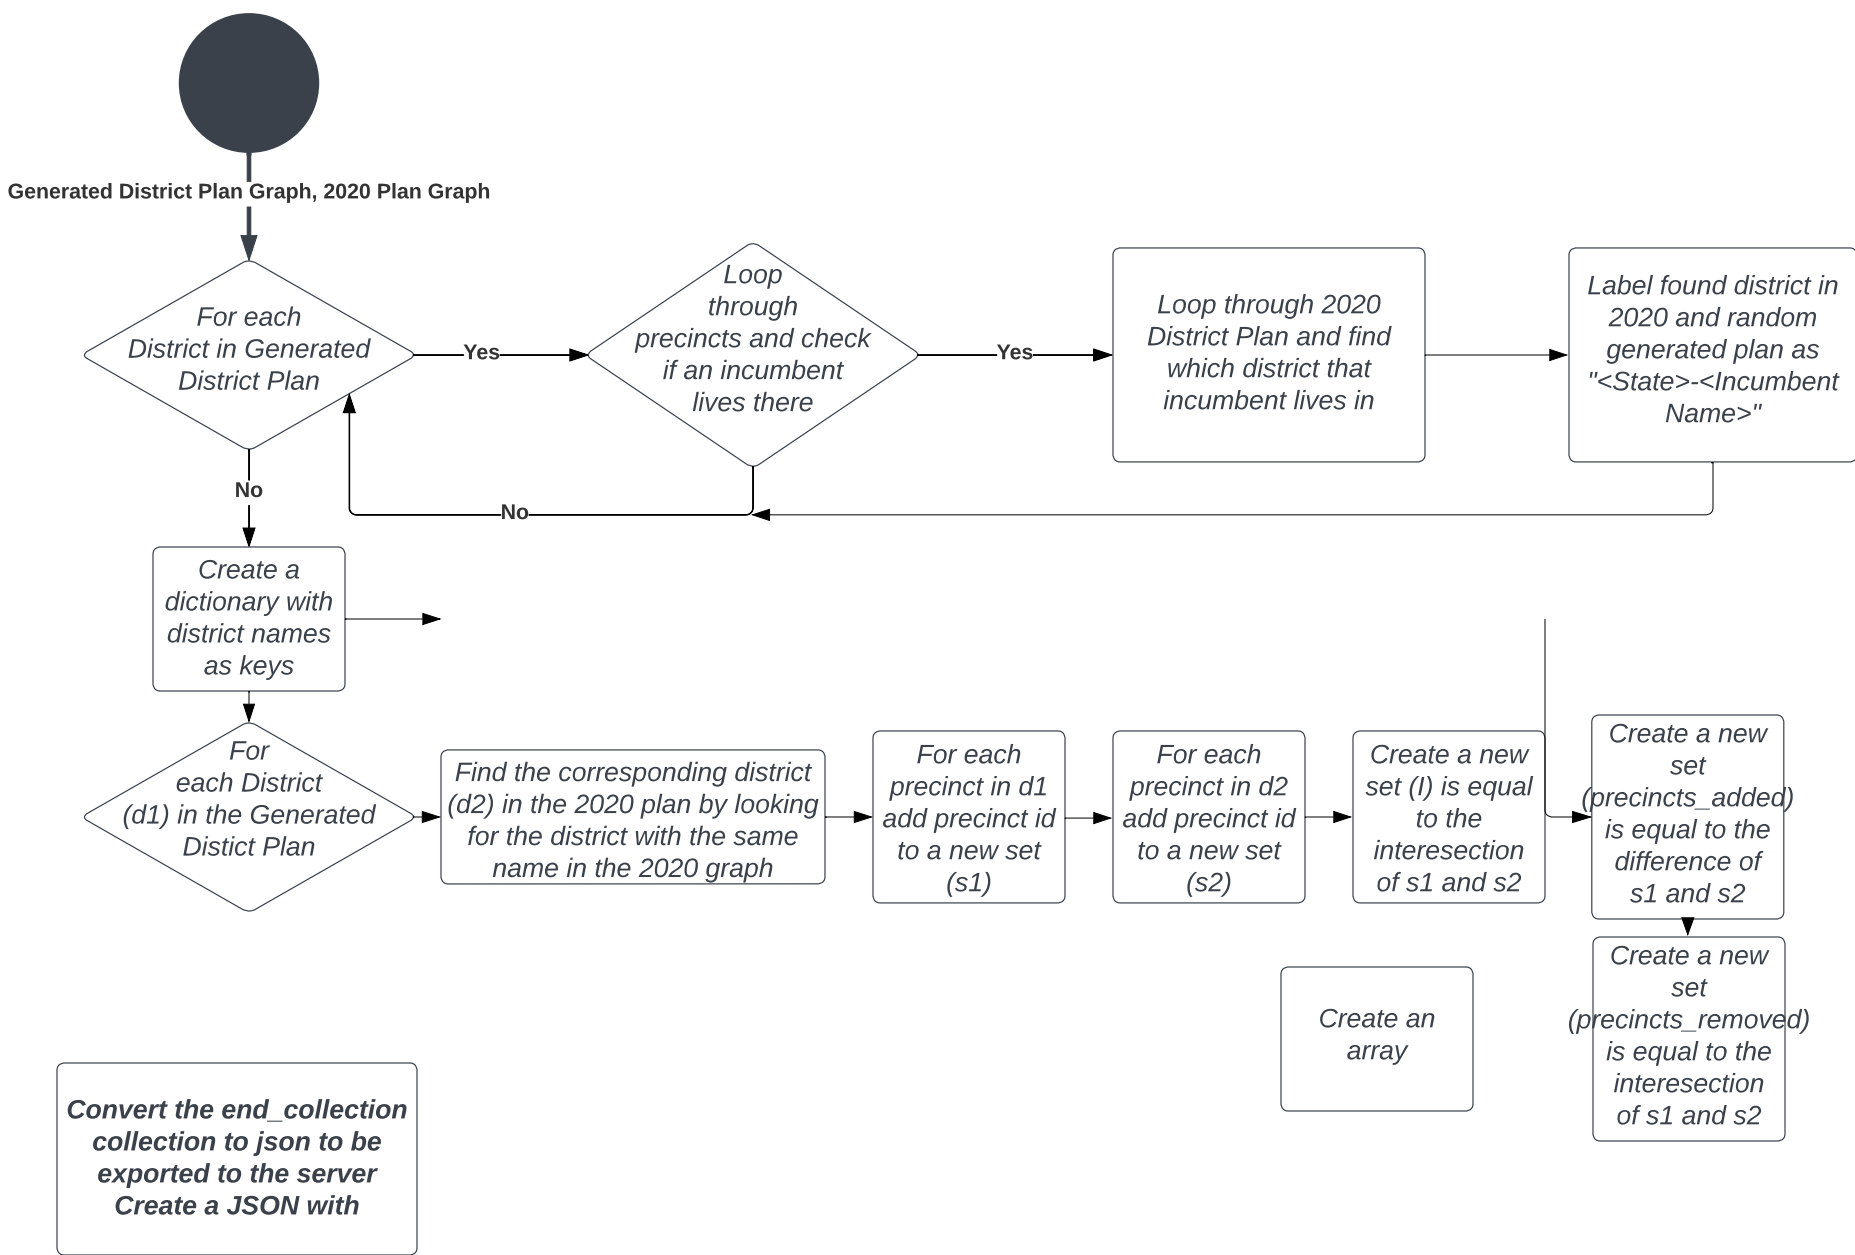 Generated District Plan Graph, 2020 Plan Graph
For each
District in Generated
District Plan
Yes
Loop
through
precincts and check
if an incumbent
lives there
Yes
Loop through 2020
District Plan and find
which district that
incumbent lives in
Label found district in
2020 and random
generated plan as
"<State>-<Incumbent
Name>"
No
No
Create a
dictionary with
district names
as keys
For
each District
(d1) in the Generated
Distict Plan
Find the corresponding district
(d2) in the 2020 plan by looking
for the district with the same
name in the 2020 graph
For each
precinct in d1
add precinct id
to a new set
(s1)
For each
precinct in d2
add precinct id
to a new set
(s2)
Create a new
set (I) is equal
to the
interesection
of s1 and s2
Create a new
set
(precincts_added)
is equal to the
difference of
s1 and s2
Create a new
set
(precincts_removed)
is equal to the
interesection
of s1 and s2
Create an
array
Convert the end_collection
collection to json to be
exported to the server
Create a JSON with